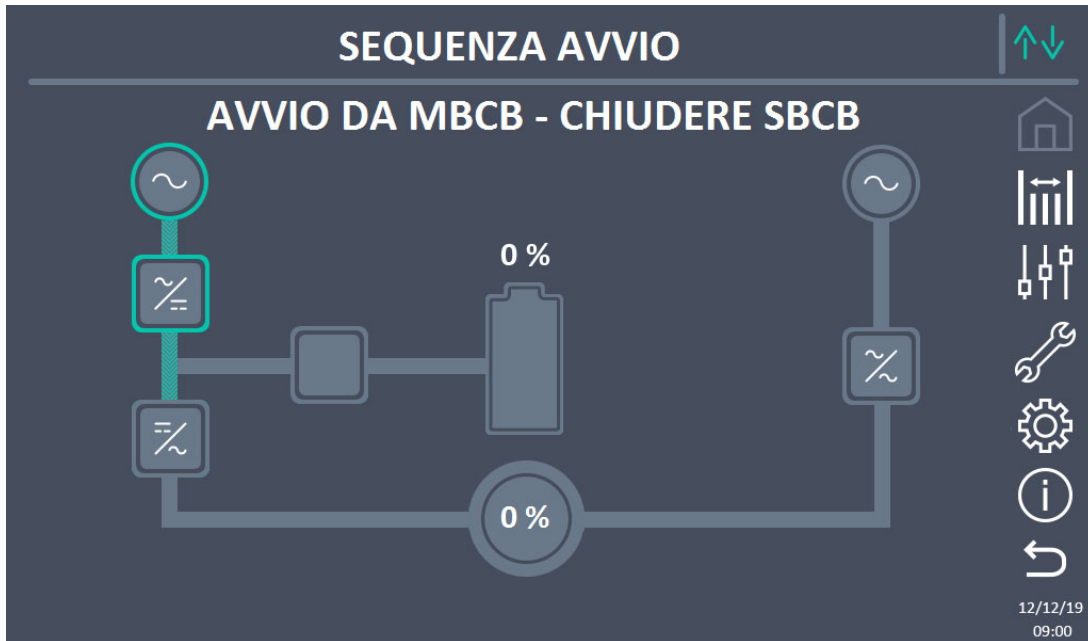 SEQUENZA AVVIO
AVVIO DA MBCB - CHIUDERE SBCB
0 %
0 %
12/12/19
09:00